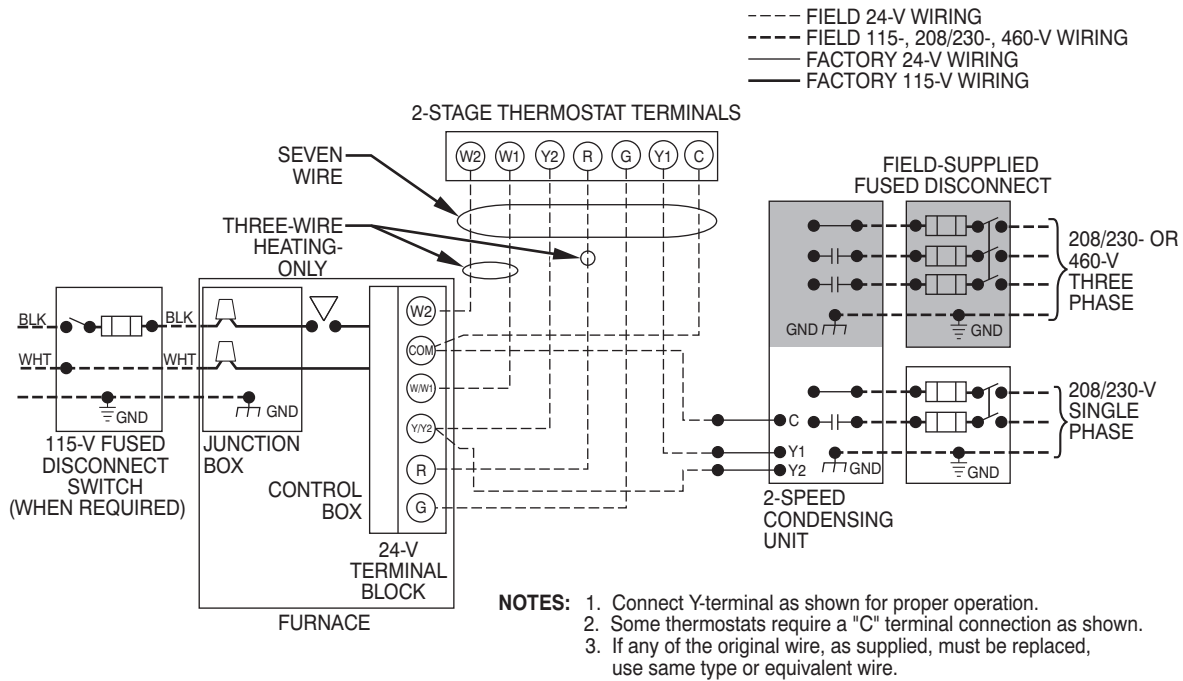 FIELD 24-V WIRING
FIELD 115-, 208/230-, 460-V WIRING
FACTORY 24-V WIRING
FACTORY 115-V WIRING
2-STAGE THERMOSTAT TERMINALS
W2 W1 Y2 R G Y1 C
SEVEN
WIRE
THREE-WIRE
HEATING-
ONLY
FIELD-SUPPLIED
FUSED DISCONNECT
208/230- OR
460-V
THREE
PHASE
GND
GND
BLK
BLK
WHT
WHT
GND
GND
115-V FUSED
DISCONNECT
SWITCH
(WHEN REQUIRED)
JUNCTION
BOX
CONTROL
BOX
W2
COM
W/W1
Y/Y2
R
G
24-V
TERMINAL
BLOCK
FURNACE
C
Y1
Y2
GND
GND
208/230-V
SINGLE
PHASE
2-SPEED
CONDENSING
UNIT
NOTES: 1. Connect Y-terminal as shown for proper operation.
2. Some thermostats require a "C" terminal connection as shown.
3. If any of the original wire, as supplied, must be replaced,
use same type or equivalent wire.